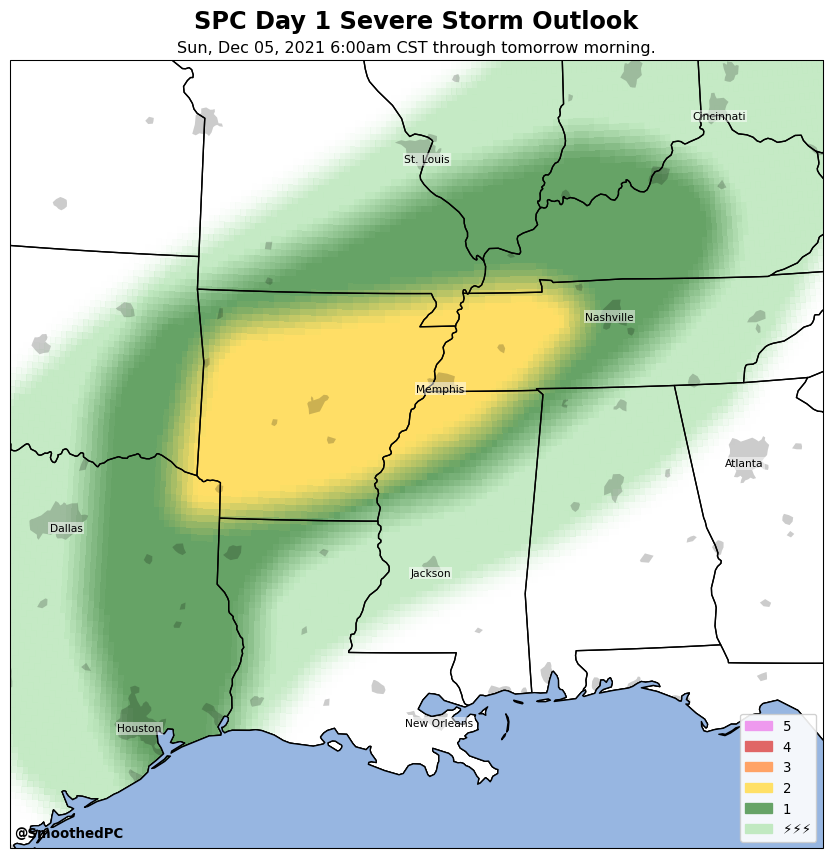 SPC Day 1 Severe Storm Outlook
Sun, Dec 05, 2021 6:00am CST through tomorrow morning.
Cincinnati
St. Louis
Nashville
Memphis
Atlanta
Dallas
Jackson
New Orleans
Houston
5
4
3
2
1
⚡⚡⚡
@SmoothedPC